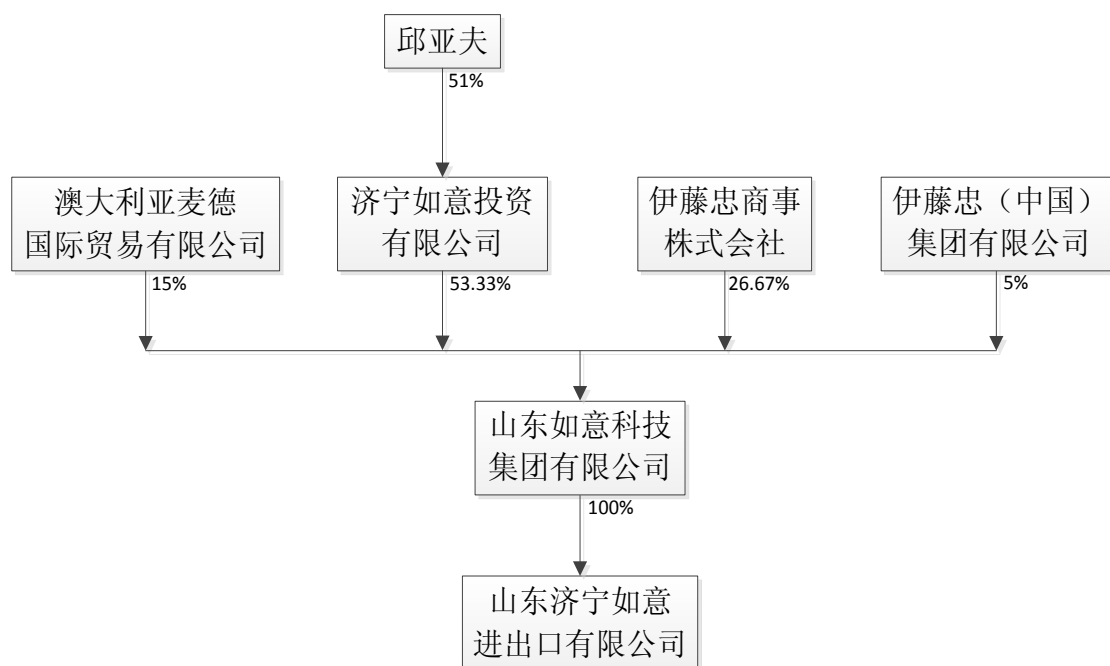 邱亚夫
51%
澳大利亚麦德
国际贸易有限公司
济宁如意投资
有限公司
伊藤忠商事
株式会社
伊藤忠（中国）
集团有限公司
15%
53.33%
26.67%
5%
山东如意科技
集团有限公司
100%
山东济宁如意
进出口有限公司